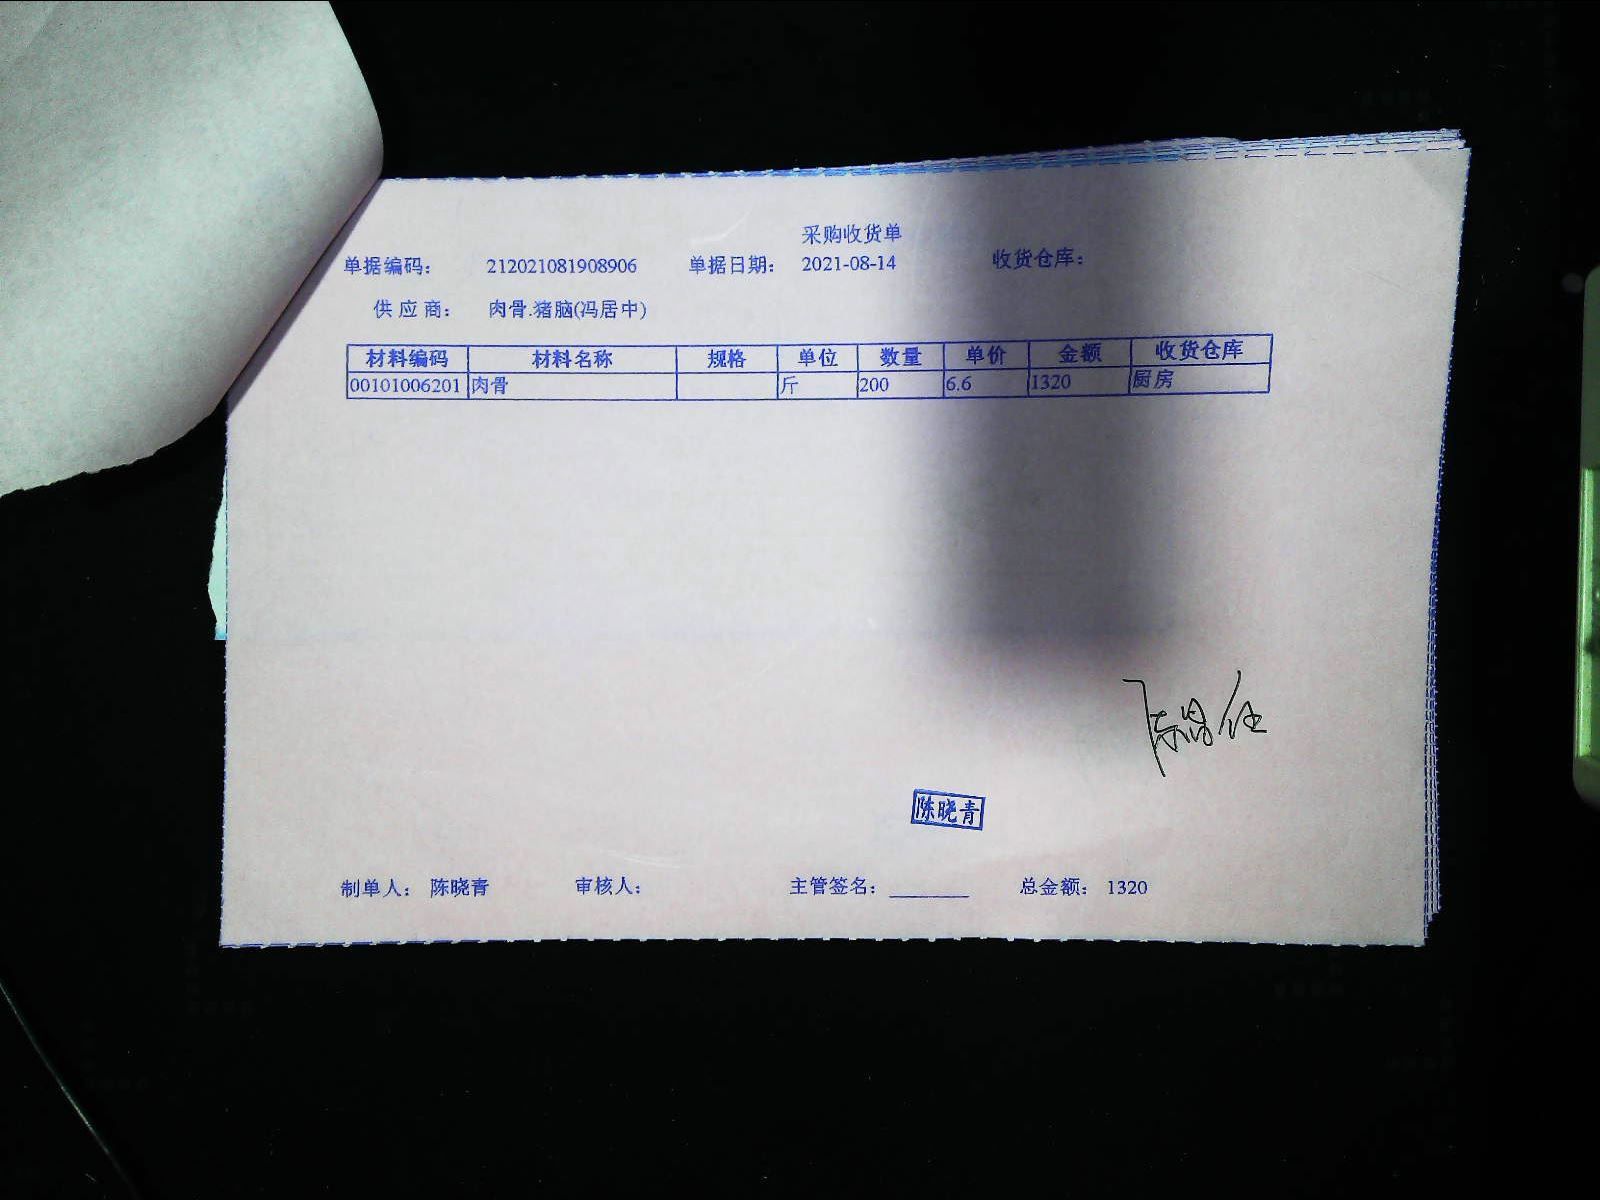 采购收货单
单据编码： 212021081908906 单据日期： 2021-08-14 收货仓库：
供应商： 肉骨.猪脑(冯居中)
材料编码 材料名称 规格 单位 数量 单价 金额 收货仓库
00101006201 肉骨 斤 200 6.6 1320 厨房
陈晓青
制单人： 陈晓青 审核人： 主管签名： ________ 总金额： 1320